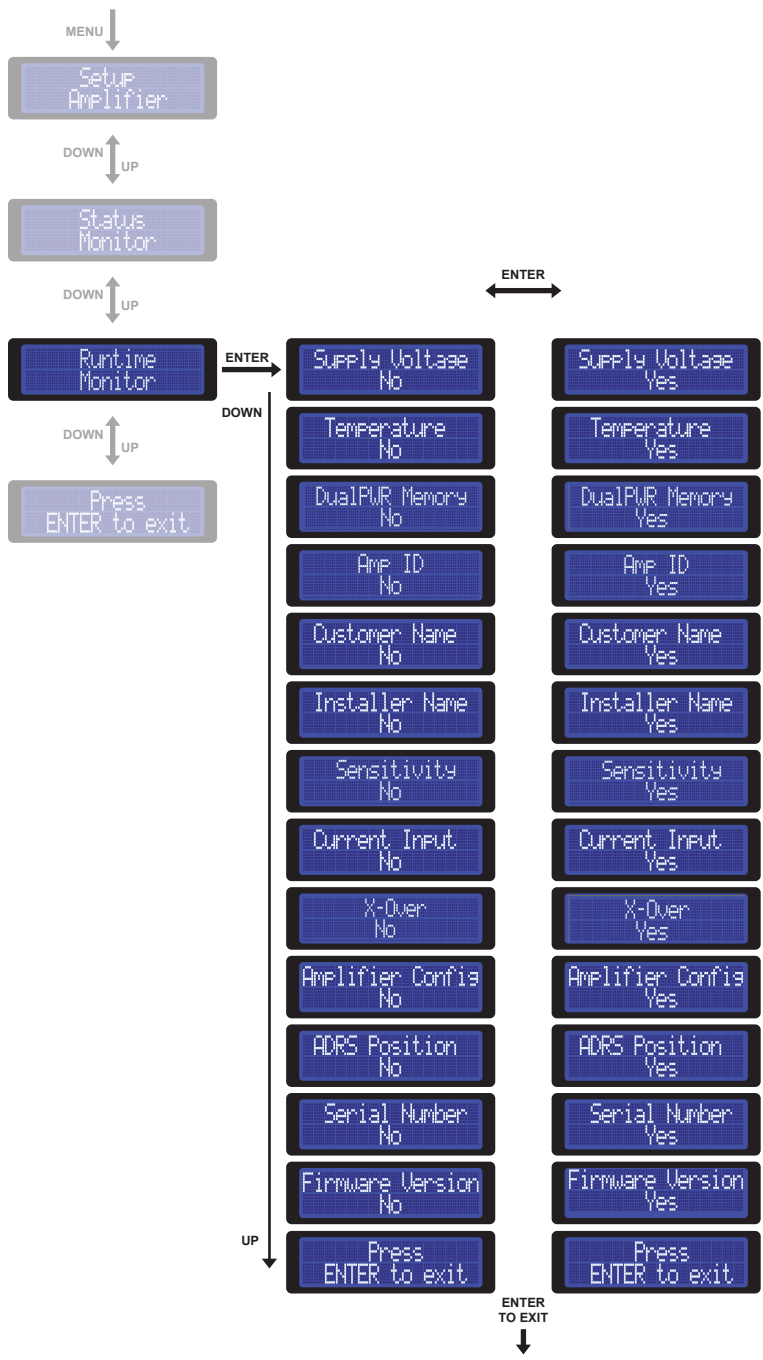 MENU
Setup
Amplifier
DOWN
UP
Status
Monitor
DOWN
UP
Runtime
Monitor
DOWN
UP
Press
ENTER to exit
ENTER
ENTER
DOWN
Supply Voltage
No
Supply Voltage
Yes
Temperature
No
Temperature
Yes
DualPWR Memory
No
DualPWR Memory
Yes
Amp ID
No
Amp ID
Yes
Customer Name
No
Customer Name
Yes
Installer Name
No
Installer Name
Yes
Sensitivity
No
Sensitivity
Yes
Current Input
No
Current Input
Yes
X-Over
No
X-Over
Yes
Amplifier Config
No
Amplifier Config
Yes
ADRS Position
No
ADRS Position
Yes
Serial Number
No
Serial Number
Yes
Firmware Version
No
Firmware Version
Yes
UP
Press
ENTER to exit
Press
ENTER to exit
ENTER
TO EXIT